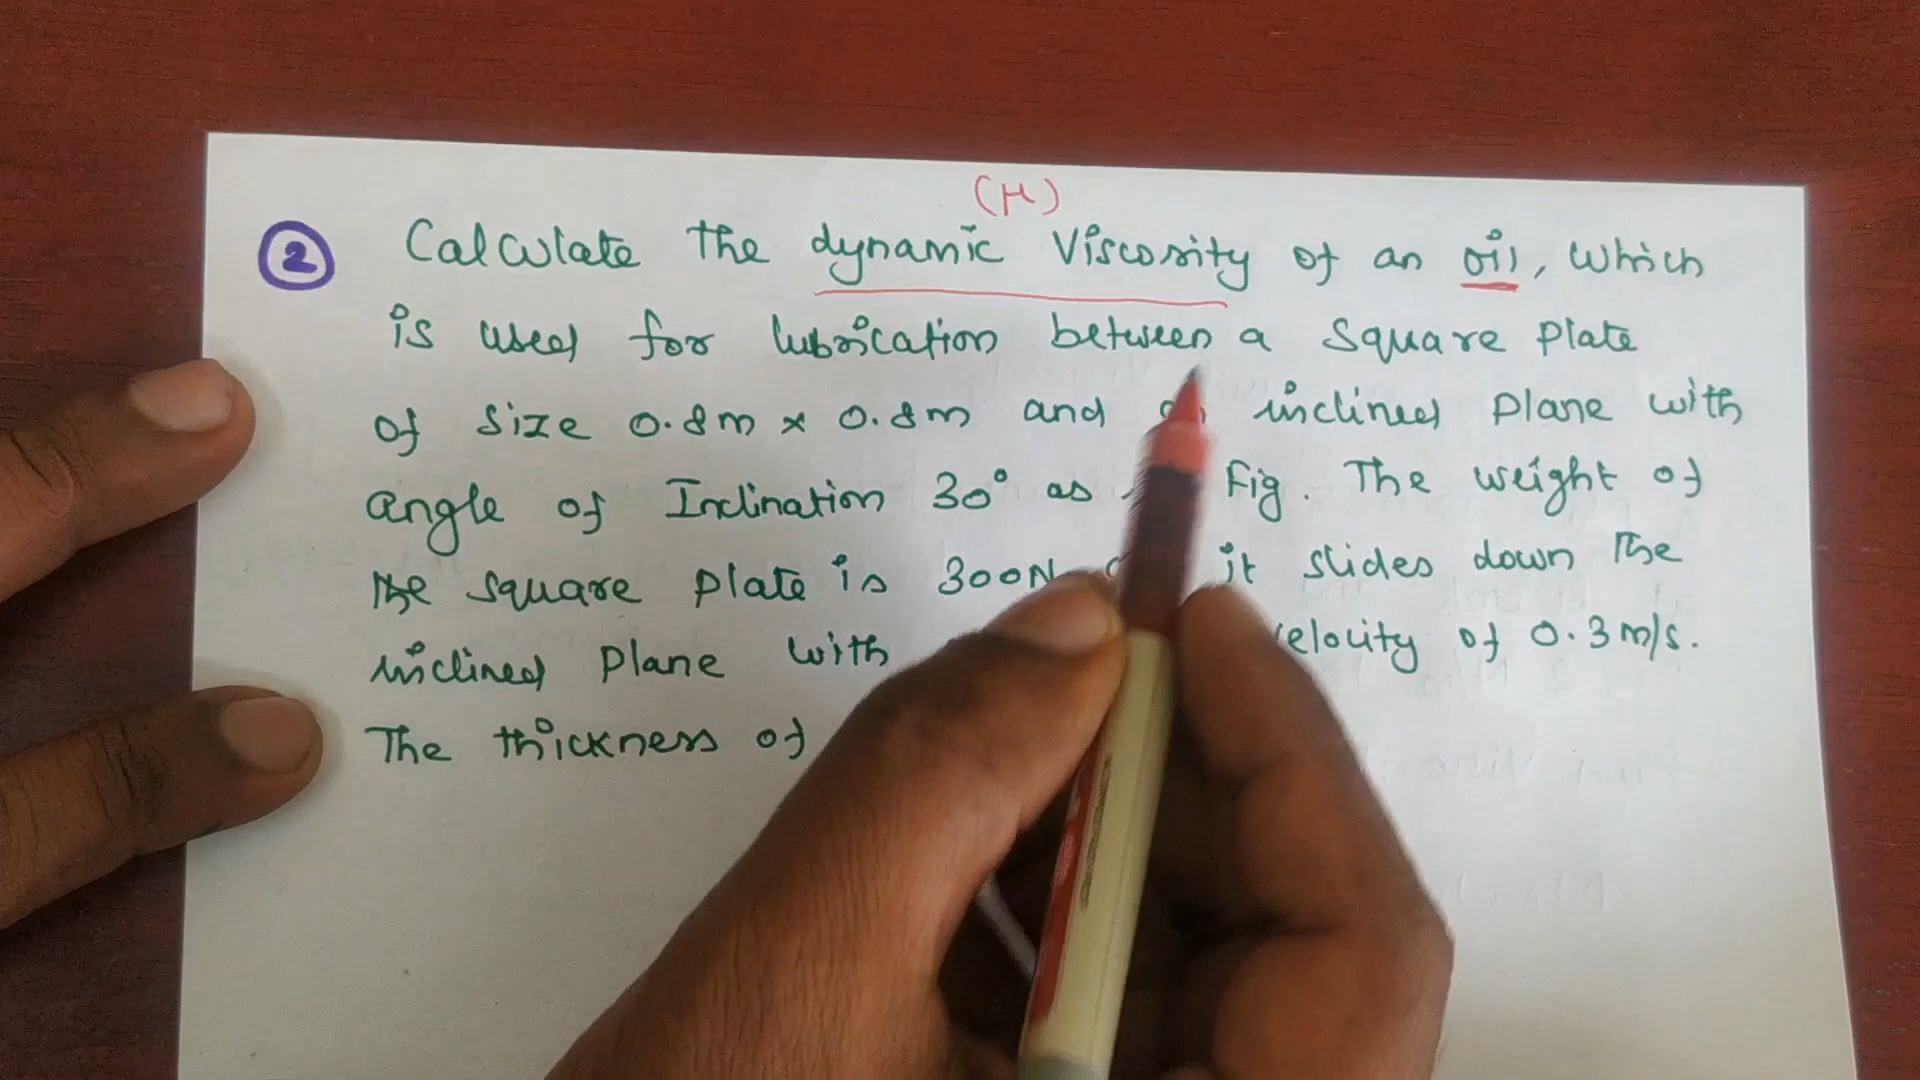 (μ)
② Calculate the dynamic Viscosity of an oil, which
is used for lubrication between a square plate
of size 0.8m x 0.8m and inclined plane with
angle of Inclination 30° as Fig. The weight of
the square plate is 300N it slides down the
inclined plane with velocity of 0.3m/s.
The thickness of